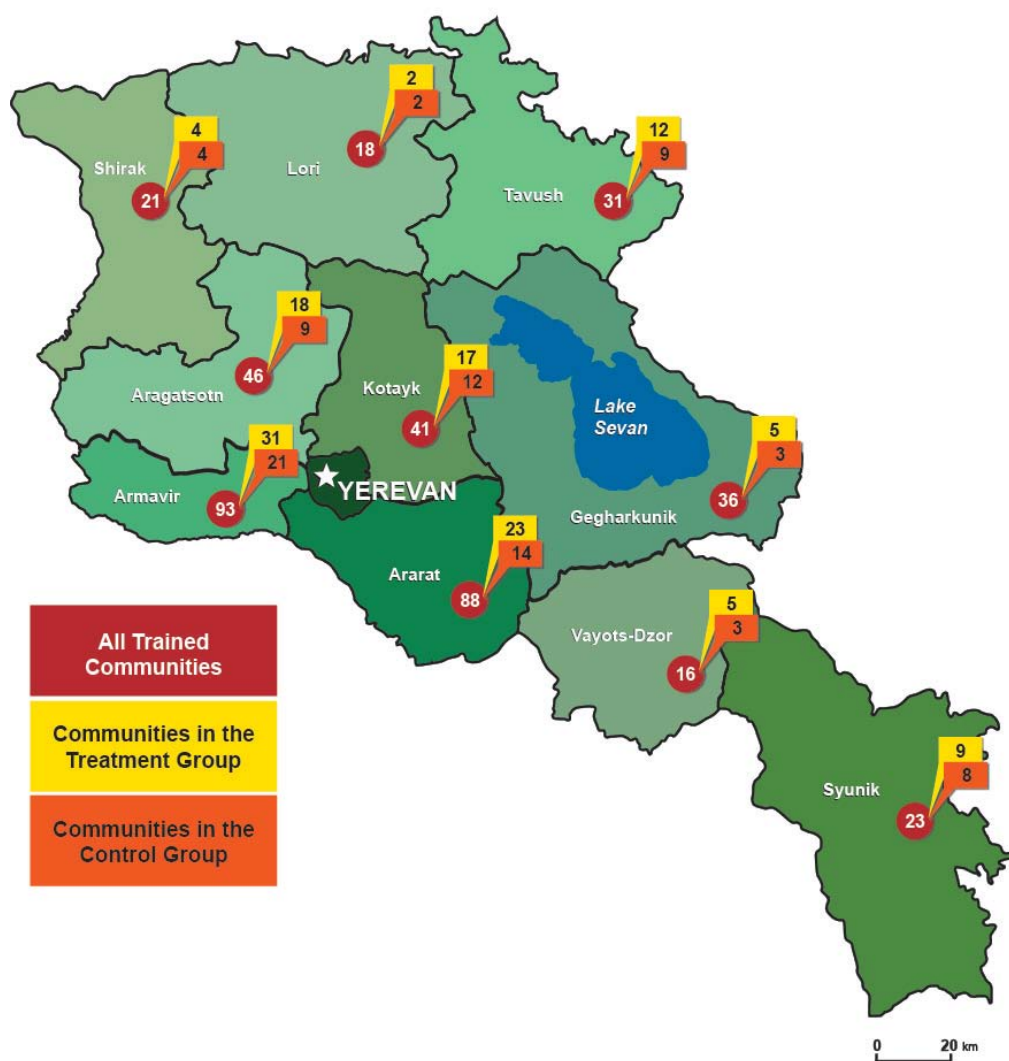 2
2
18
Lori
4
4
21
Shirak
12
9
31
Tavush
18
9
46
Aragatsotn
17
12
41
Kotayk
Lake
Sevan
5
3
36
Gegharkunik
31
21
93
Armavir
YEREVAN
23
14
88
Ararat
5
3
16
Vayots-Dzor
9
8
23
Syunik
All Trained
Communities
Communities in the
Treatment Group
Communities in the
Control Group
0 20 km